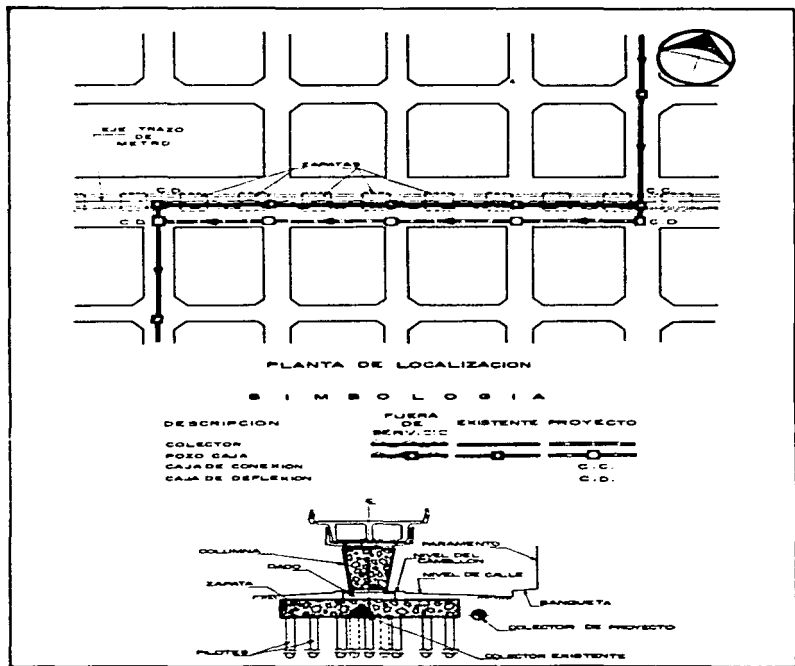 EJE TRAZO
DE
METRO
ZAPATAS
C.D.
C.C.
C.D.
C.D.
PLANTA DE LOCALIZACION
SIMBOLOGIA
DESCRIPCION
FUERA
DE
SERVICIO
EXISTENTE
PROYECTO
COLECTOR
POZO CAJA
CAJA DE CONEXION
C.C.
CAJA DE DEFLEXION
C.D.
COLUMNA
DADO
ZAPATA
PILOTES
PARAMENTO
NIVEL DEL
CAMELLON
NIVEL DE CALLE
BANQUETA
COLECTOR DE PROYECTO
COLECTOR EXISTENTE